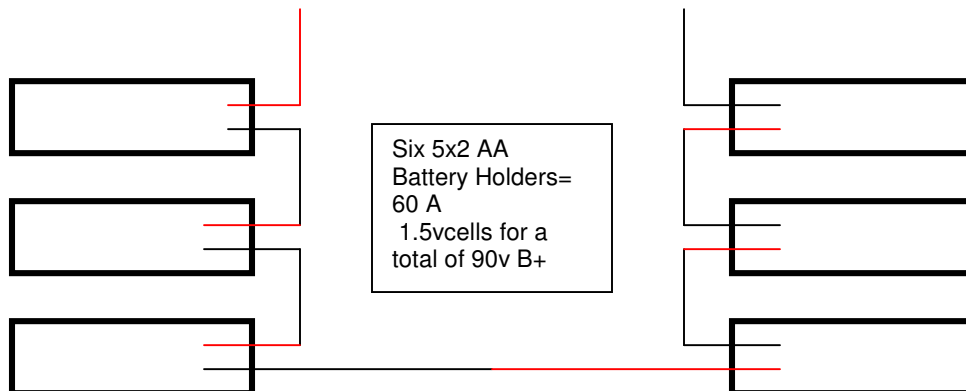 Six 5x2 AA
Battery Holders=
60 A
1.5vcells for a
total of 90v B+